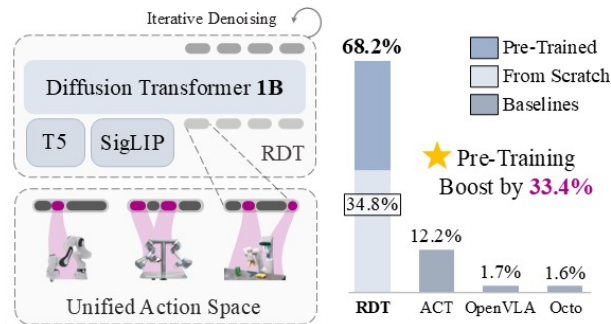 Iterative Denoising
Diffusion Transformer 1B
T5
SigLIP
RDT
Unified Action Space
68.2%
Pre-Trained
From Scratch
Baselines
Pre-Training
Boost by 33.4%
34.8%
12.2%
1.7%
1.6%
RDT
ACT
OpenVLA
Octo